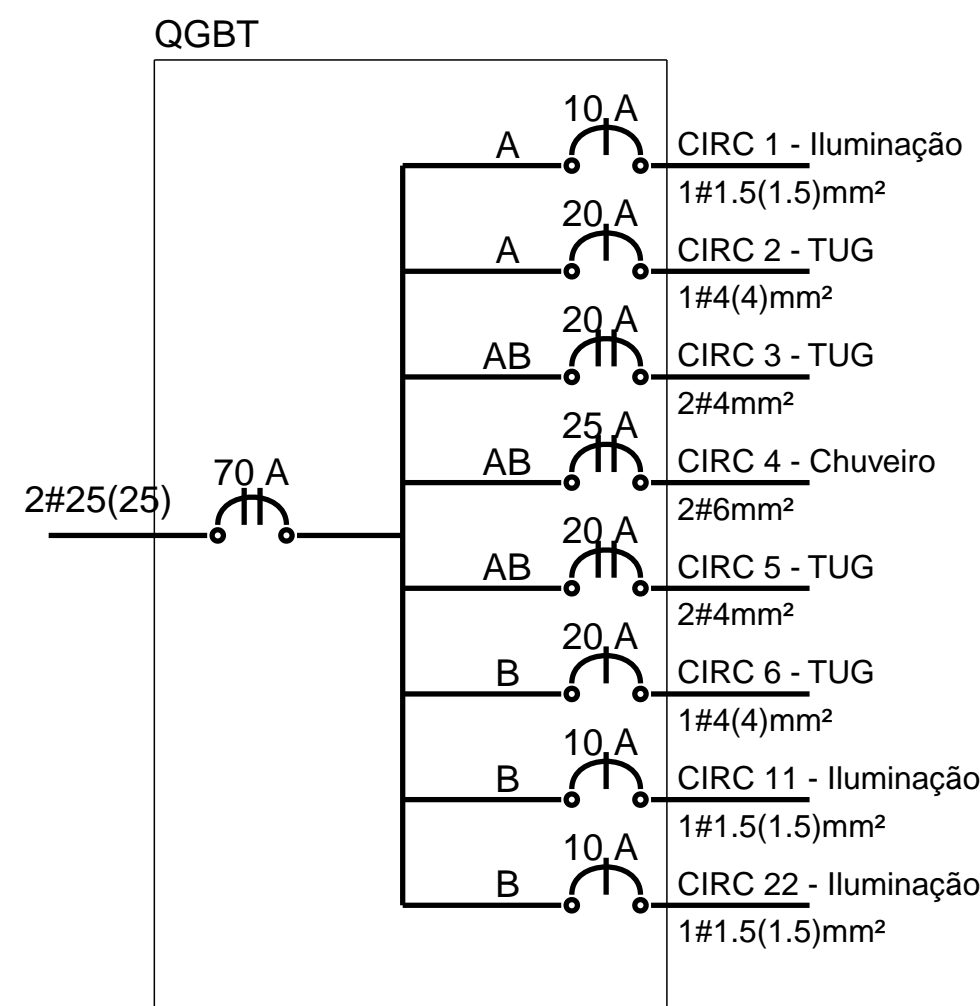 QGBT
10 A
A
CIRC 1 - Iluminação
1#1.5(1.5)mm²
20 A
A
CIRC 2 - TUG
1#4(4)mm²
20 A
AB
CIRC 3 - TUG
2#4mm²
25 A
AB
CIRC 4 - Chuveiro
2#6mm²
2#25(25)
70 A
20 A
AB
CIRC 5 - TUG
2#4mm²
20 A
B
CIRC 6 - TUG
1#4(4)mm²
10 A
B
CIRC 11 - Iluminação
1#1.5(1.5)mm²
10 A
B
CIRC 22 - Iluminação
1#1.5(1.5)mm²